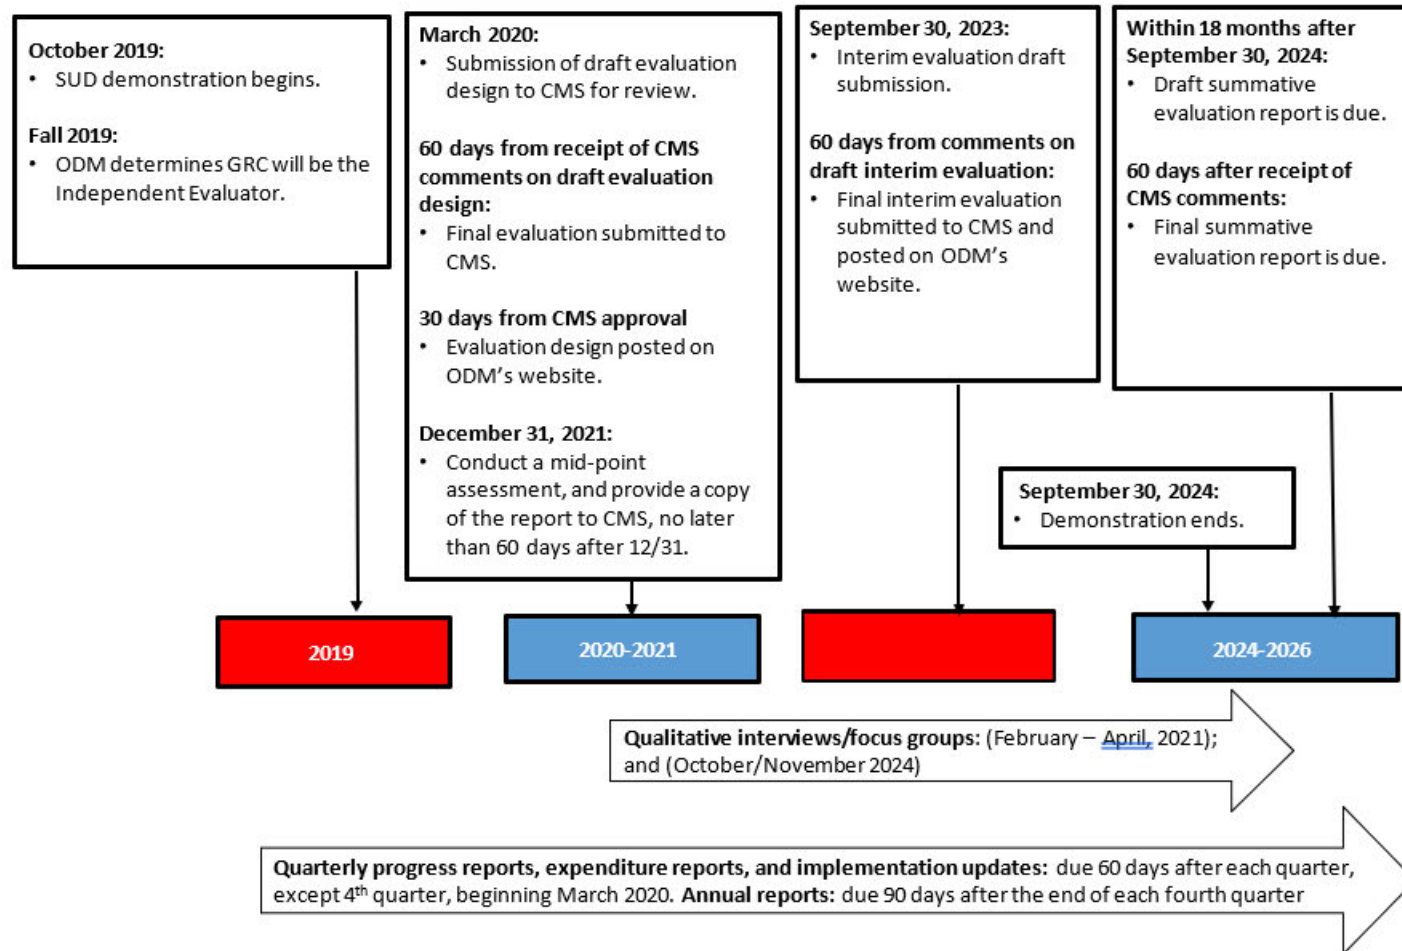 October 2019:
• SUD demonstration begins.
Fall 2019:
• ODM determines GRC will be the
Independent Evaluator.
March 2020:
• Submission of draft evaluation
design to CMS for review.
60 days from receipt of CMS
comments on draft evaluation
design:
• Final evaluation submitted to
CMS.
30 days from CMS approval
• Evaluation design posted on
ODM's website.
December 31, 2021:
• Conduct a mid-point
assessment, and provide a copy
of the report to CMS, no later
than 60 days after 12/31.
September 30, 2023:
• Interim evaluation draft
submission.
60 days from comments on
draft interim evaluation:
• Final interim evaluation
submitted to CMS and
posted on ODM's
website.
Within 18 months after
September 30, 2024:
• Draft summative
evaluation report is due.
60 days after receipt of
CMS comments:
• Final summative
evaluation report is due.
September 30, 2024:
• Demonstration ends.
2019
2020-2021
2024-2026
Qualitative interviews/focus groups: (February – April, 2021);
and (October/November 2024)
Quarterly progress reports, expenditure reports, and implementation updates: due 60 days after each quarter,
except 4th quarter, beginning March 2020. Annual reports: due 90 days after the end of each fourth quarter